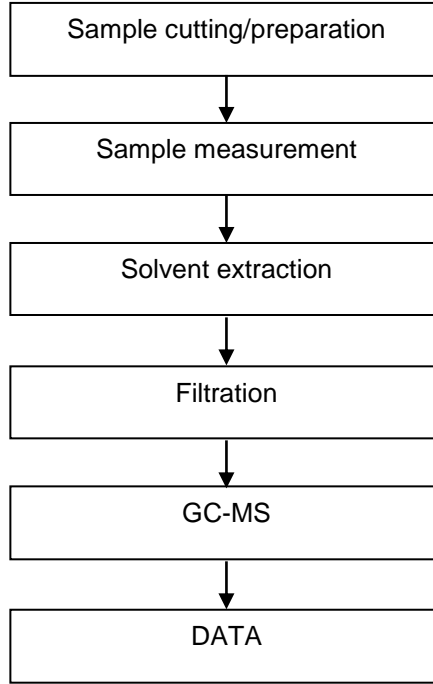 Sample cutting/preparation
Sample measurement
Solvent extraction
Filtration
GC-MS
DATA